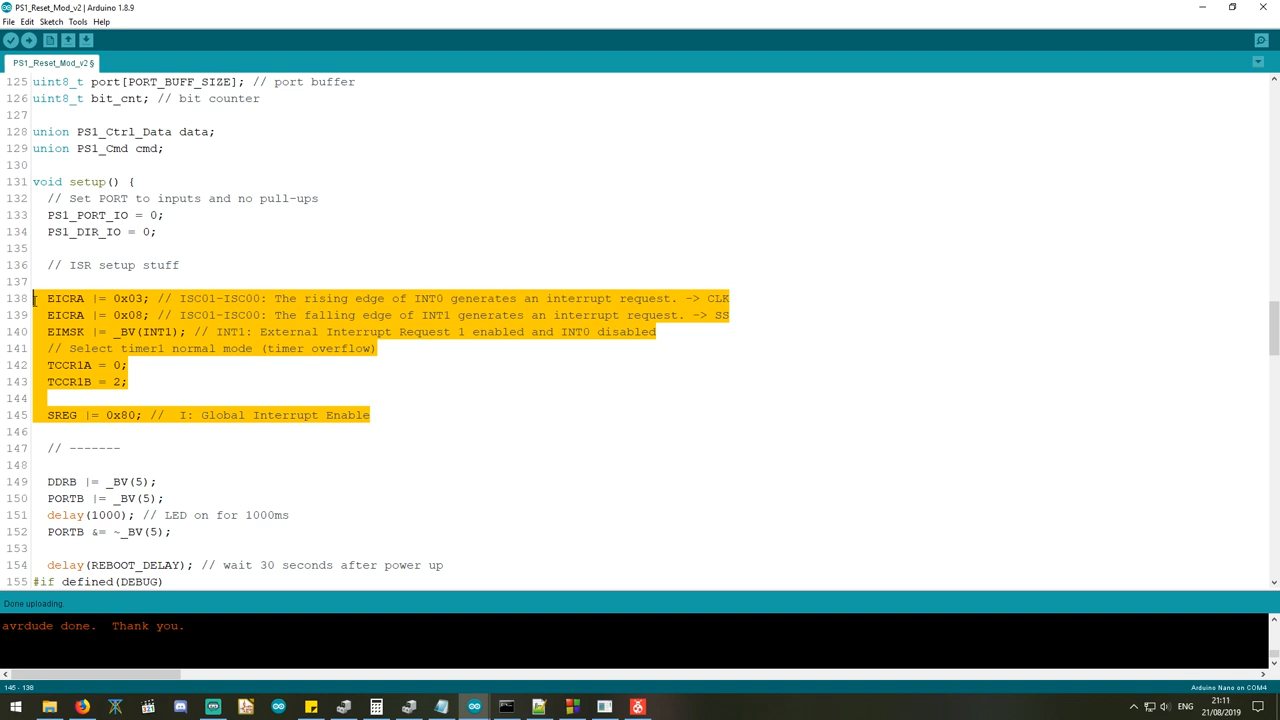 PS1_Reset_Mod_v2 | Arduino 1.8.9
File Edit Sketch Tools Help
PS1_Reset_Mod_v2 §
125 uint8_t port[PORT_BUFF_SIZE]; // port buffer
126 uint8_t bit_cnt; // bit counter
127
128 union PS1_Ctrl_Data data;
129 union PS1_Cmd cmd;
130
131 void setup() {
132 // Set PORT to inputs and no pull-ups
133 PS1_PORT_IO = 0;
134 PS1_DIR_IO = 0;
135
136 // ISR setup stuff
137
138 EICRA |= 0x03; // ISC01-ISC00: The rising edge of INT0 generates an interrupt request. -> CLK
139 EICRA |= 0x08; // ISC01-ISC00: The falling edge of INT1 generates an interrupt request. -> SS
140 EIMSK |= _BV(INT1); // INT1: External Interrupt Request 1 enabled and INT0 disabled
141 // Select timer1 normal mode (timer overflow)
142 TCCR1A = 0;
143 TCCR1B = 2;
144
145 SREG |= 0x80; // I: Global Interrupt Enable
146
147 // -------
148
149 DDRB |= _BV(5);
150 PORTB |= _BV(5);
151 delay(1000); // LED on for 1000ms
152 PORTB &= ~_BV(5);
153
154 delay(REBOOT_DELAY); // wait 30 seconds after power up
155 #if defined(DEBUG)
Done uploading.
avrdude done. Thank you.
145 - 138
Arduino Nano on COM4
ENG
21:11
21/08/2019